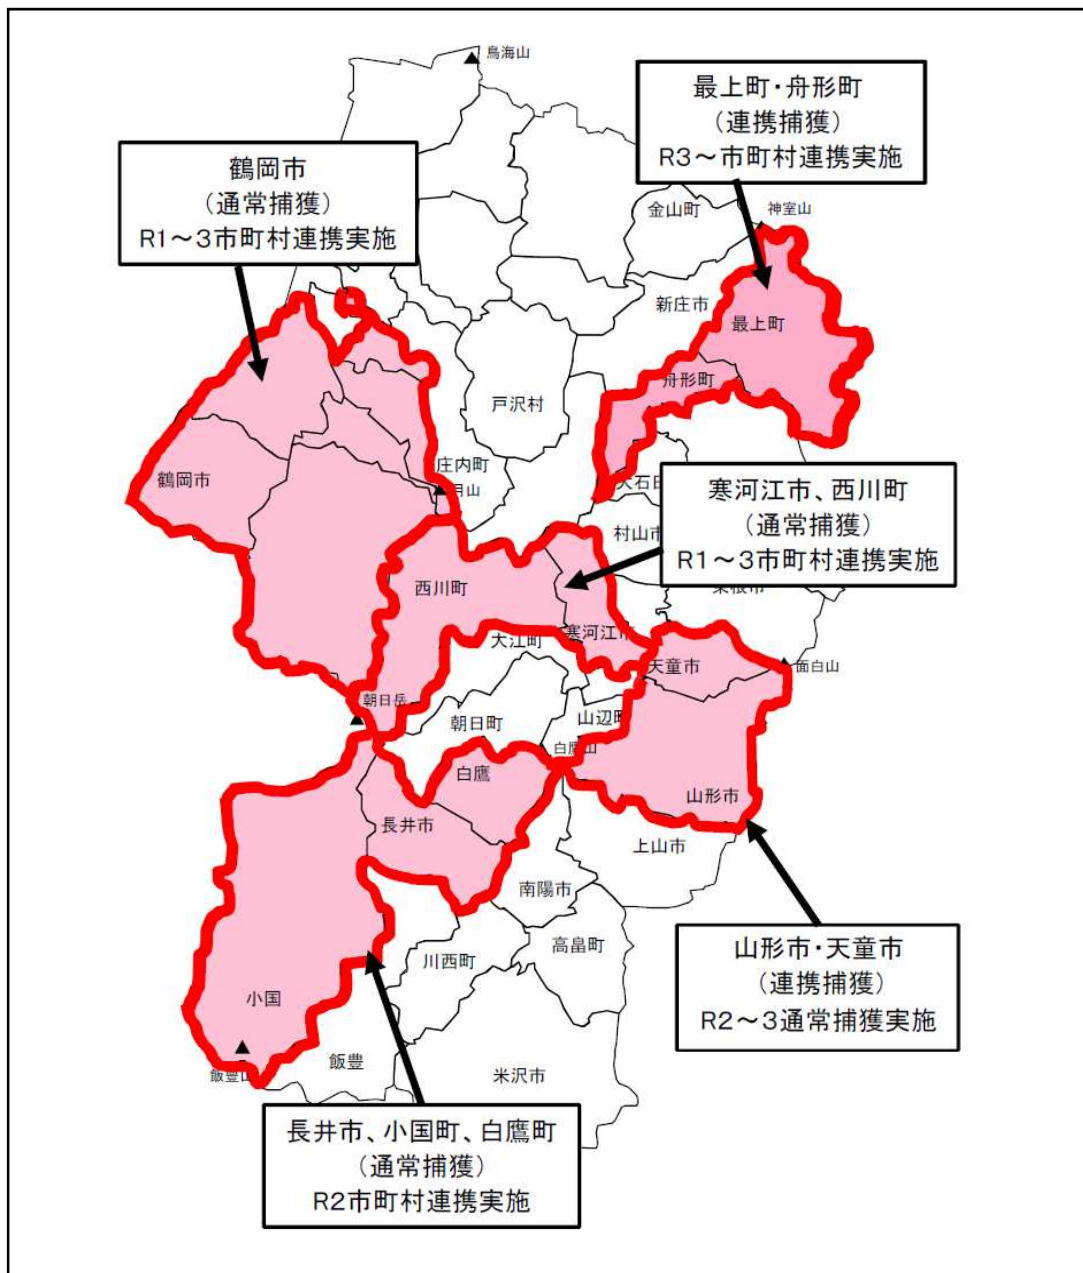 鳥海山
最上町・舟形町
（連携捕獲）
R3～市町村連携実施
鶴岡市
（通常捕獲）
R1～3市町村連携実施
金山町
神室山
新庄市
最上町
舟形町
戸沢村
庄内町
月山
鶴岡市
大石田
寒河江市、西川町
（通常捕獲）
R1～3市町村連携実施
村山市
東根市
西川町
寒河江市
大江町
天童市
面白山
朝日岳
朝日町
山辺町
白鷹山
白鷹
山形市
長井市
上山市
南陽市
高畠町
川西町
山形市・天童市
（連携捕獲）
R2～3通常捕獲実施
小国
飯豊山
飯豊
米沢市
長井市、小国町、白鷹町
（通常捕獲）
R2市町村連携実施